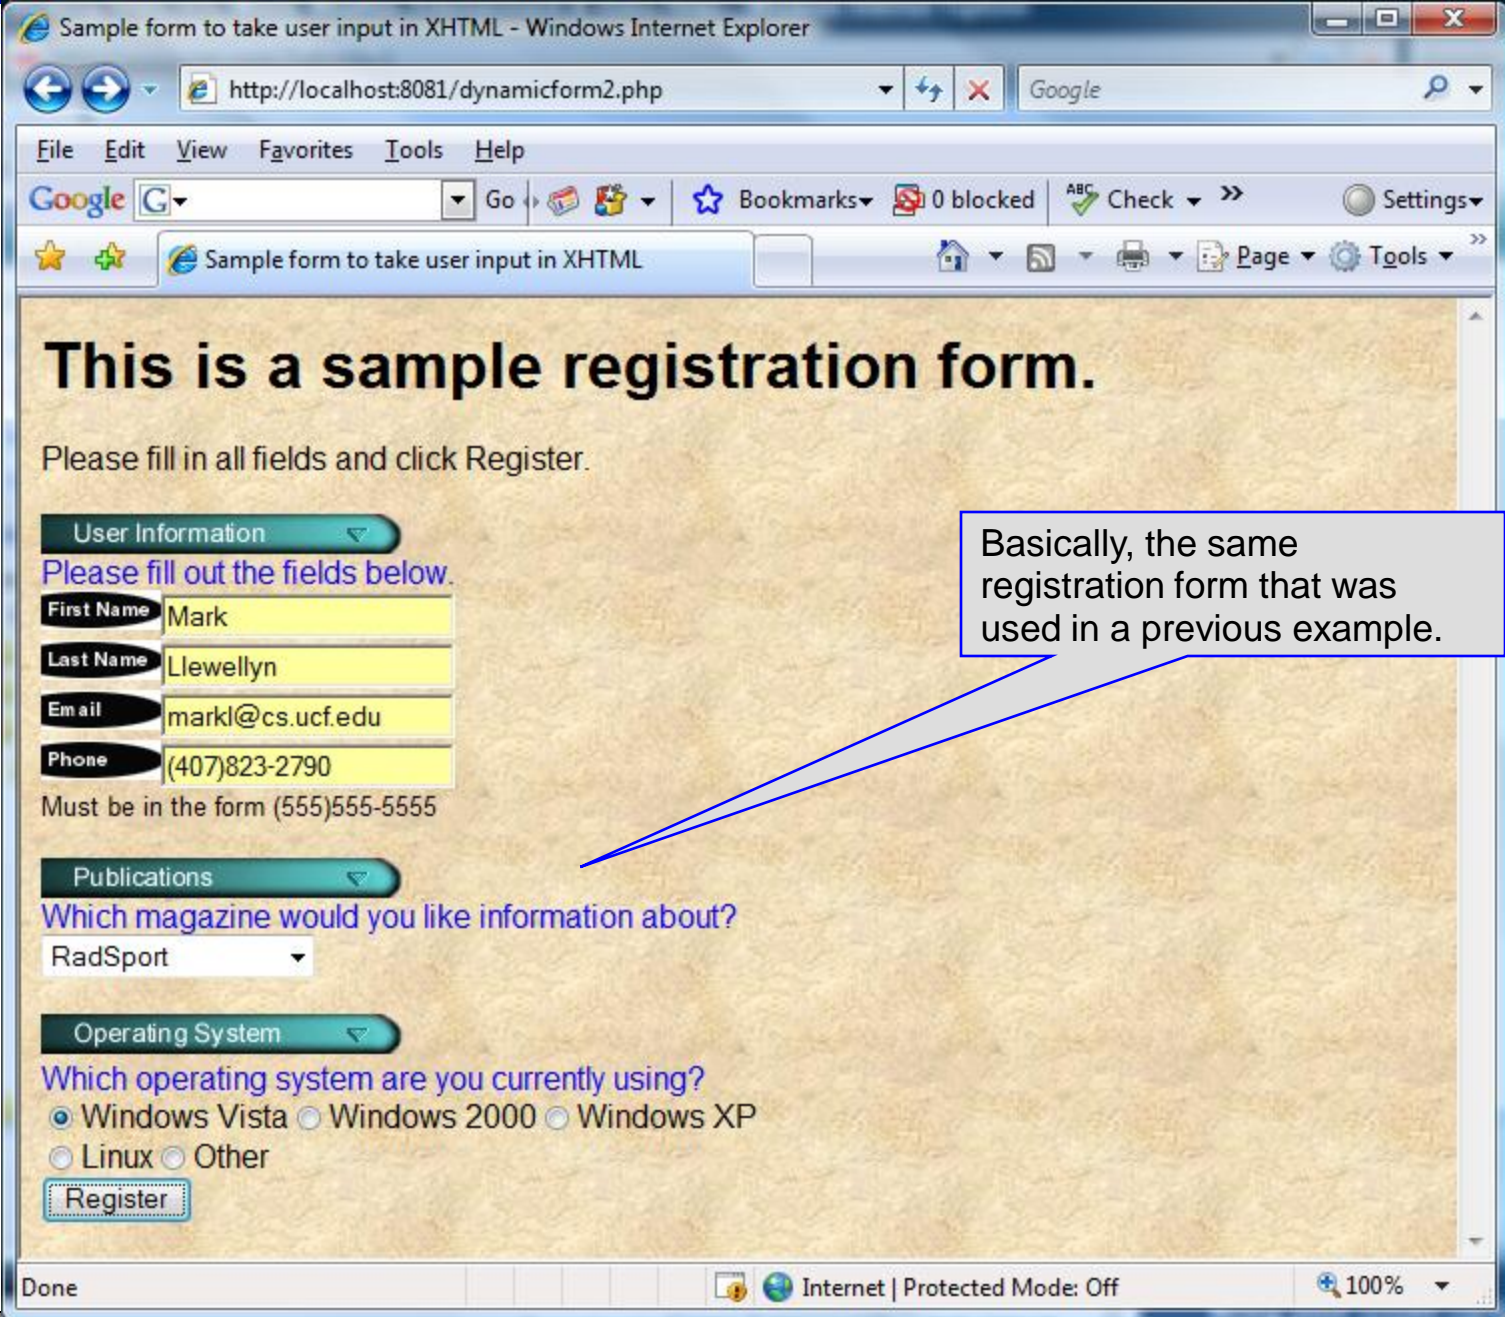 Sample form to take user input in XHTML - Windows Internet Explorer
http://localhost:8081/dynamicform2.php
Google
File Edit View Favorites Tools Help
Google G Go Bookmarks 0 blocked ABC Check >> Settings
Sample form to take user input in XHTML Page Tools >>
This is a sample registration form.
Please fill in all fields and click Register.
User Information
Please fill out the fields below.
First Name Mark
Last Name Llewellyn
Email markl@cs.ucf.edu
Phone (407)823-2790
Must be in the form (555)555-5555
Basically, the same
registration form that was
used in a previous example.
Publications
Which magazine would you like information about?
RadSport
Operating System
Which operating system are you currently using?
Windows Vista Windows 2000 Windows XP
Linux Other
Register
Done Internet | Protected Mode: Off 100%